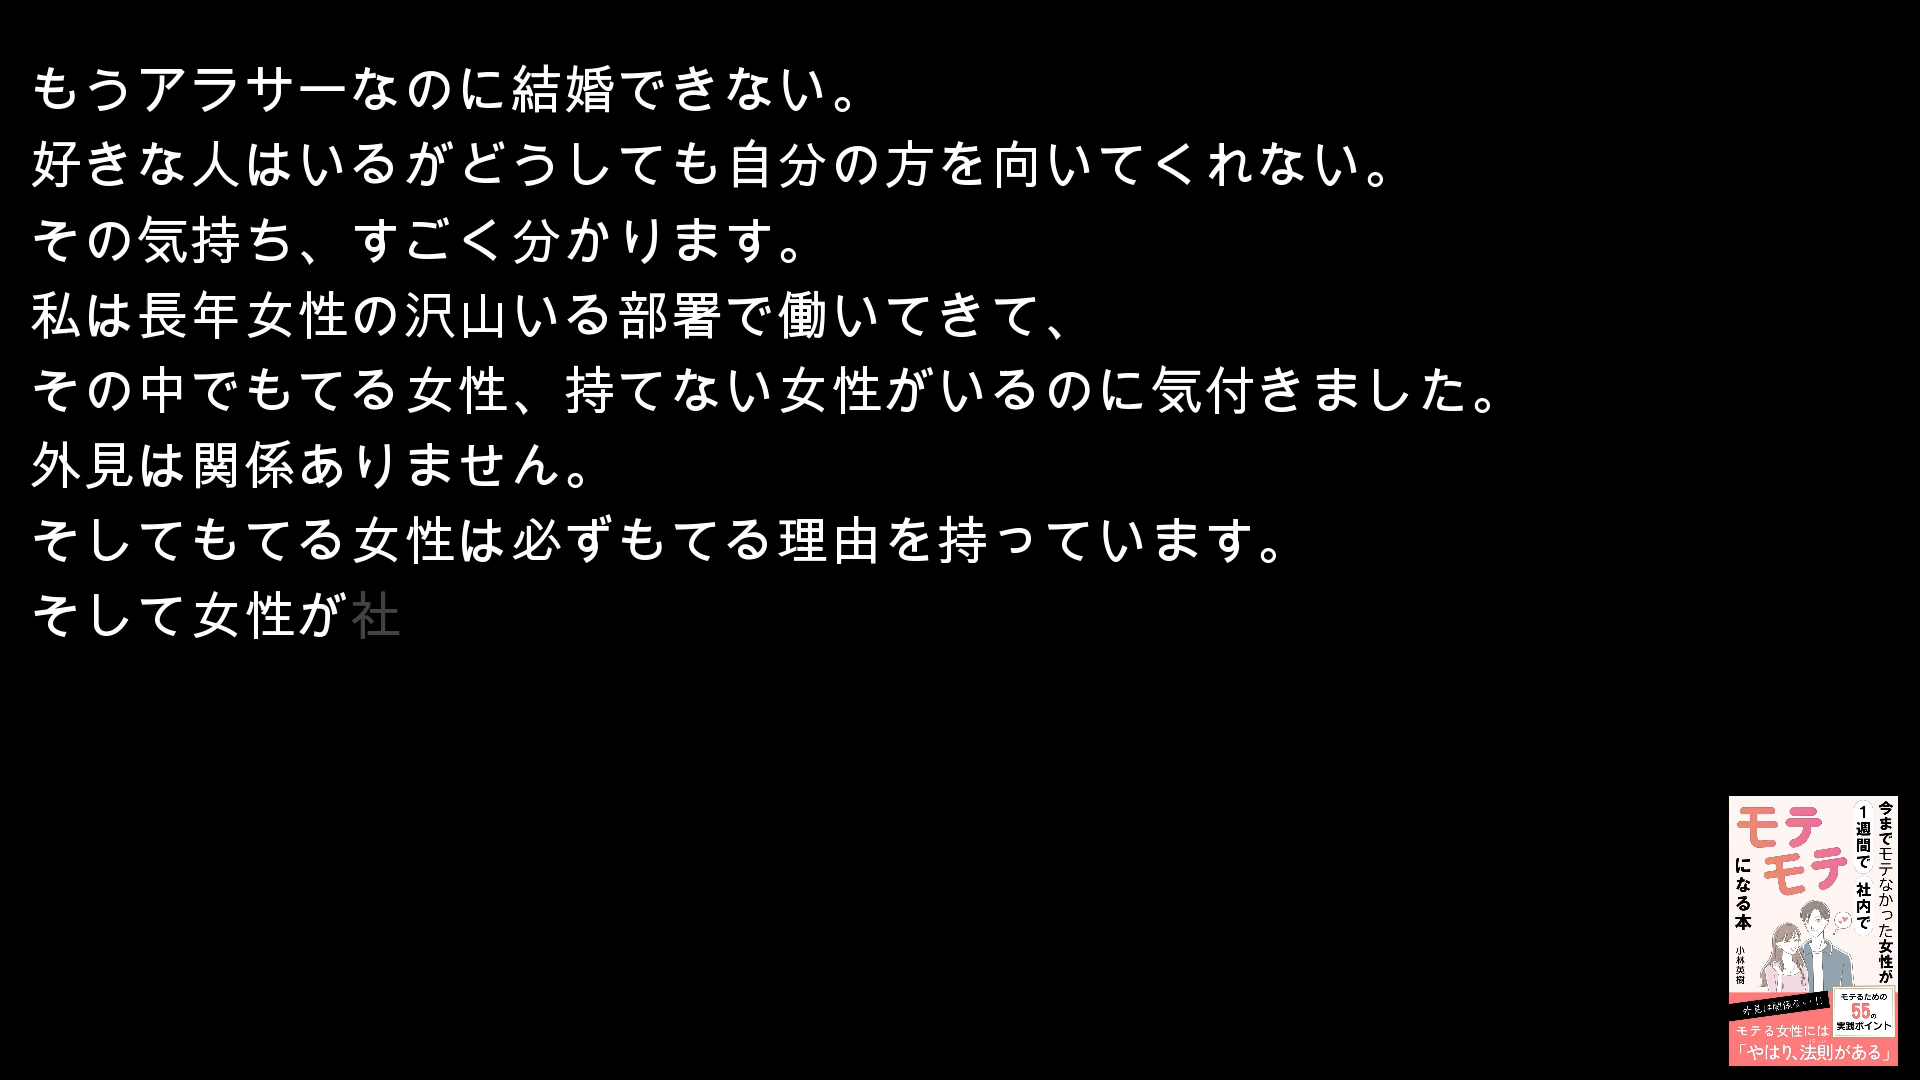 もうアラサーなのに結婚できない。
好きな人はいるがどうしても自分の方を向いてくれない。
その気持ち、すごく分かります。
私は長年女性の沢山いる部署で働いてきて、
その中でもてる女性、持てない女性がいるのに気付きました。
外見は関係ありません。
そしてもてる女性は必ずもてる理由を持っています。
そして女性が社
今までモテなかった女性が
1週間で 社内で
モテ
モテ
になる本
小林英樹
外見は関係ない!!
モテるための
55の
実践ポイント
モテる女性には
「やはり、法則がある」